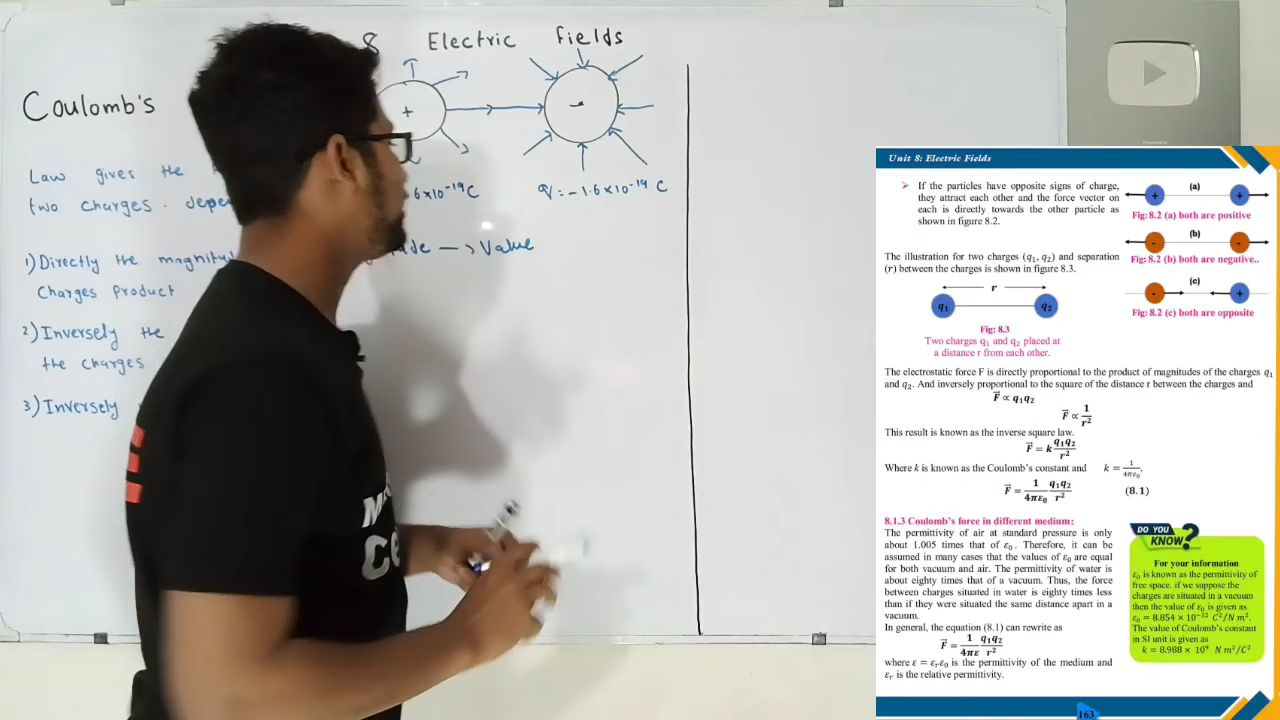 8 Electric Fields
Coulomb's
Law gives the
two charges. depe
1) Directly the magnitu
Charges product
2) Inversely the
the charges
3) Inversely
+
-
6×10⁻¹⁹C
q = -1.6×10⁻¹⁹ C
→ Value
Unit 8: Electric Fields
➢ If the particles have opposite signs of charge,
they attract each other and the force vector on
each is directly towards the other particle as
shown in figure 8.2.
(a)
+ +
Fig: 8.2 (a) both are positive
(b)
- -
Fig: 8.2 (b) both are negative..
(c)
- +
Fig: 8.2 (c) both are opposite
The illustration for two charges (q₁, q₂) and separation
(r) between the charges is shown in figure 8.3.
r
q₁ q₂
Fig: 8.3
Two charges q₁ and q₂ placed at
a distance r from each other.
The electrostatic force F is directly proportional to the product of magnitudes of the charges q₁
and q₂. And inversely proportional to the square of the distance r between the charges and
F⃗ ∝ q₁q₂
F⃗ ∝ 1/r²
This result is known as the inverse square law.
F⃗ = k q₁q₂/r²
Where k is known as the Coulomb's constant and k = 1/4πε₀.
F⃗ = 1/4πε₀ q₁q₂/r² (8.1)
8.1.3 Coulomb's force in different medium:
The permittivity of air at standard pressure is only
about 1.005 times that of ε₀. Therefore, it can be
assumed in many cases that the values of ε₀ are equal
for both vacuum and air. The permittivity of water is
about eighty times that of a vacuum. Thus, the force
between charges situated in water is eighty times less
than if they were situated the same distance apart in a
vacuum.
In general, the equation (8.1) can rewrite as
F⃗ = 1/4πε q₁q₂/r²
where ε = εᵣε₀ is the permittivity of the medium and
εᵣ is the relative permittivity.
DO YOU
KNOW?
For your information
ε₀ is known as the permittivity of
free space. if we suppose the
charges are situated in a vacuum
then the value of ε₀ is given as
ε₀ = 8.854 × 10⁻¹² C²/N m².
The value of Coulomb's constant
in SI unit is given as
k = 8.988 × 10⁹ N m²/C²
163